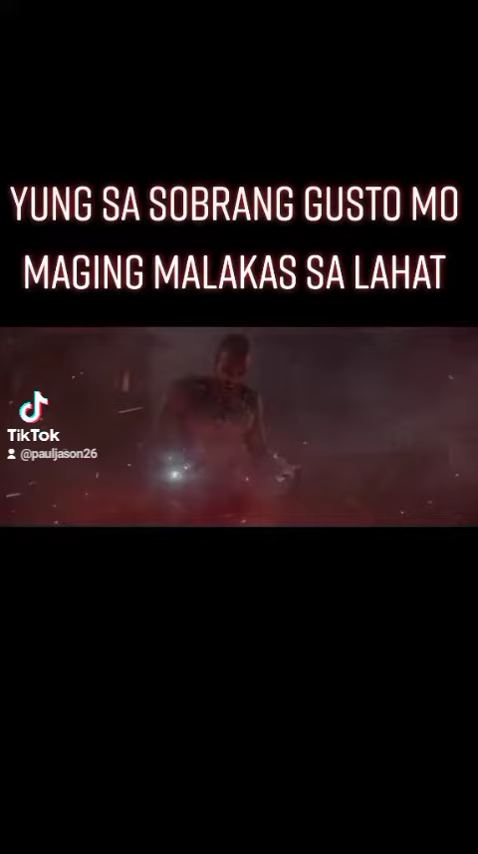 YUNG SA SOBRANG GUSTO MO
MAGING MALAKAS SA LAHAT
TikTok
@pauljason26